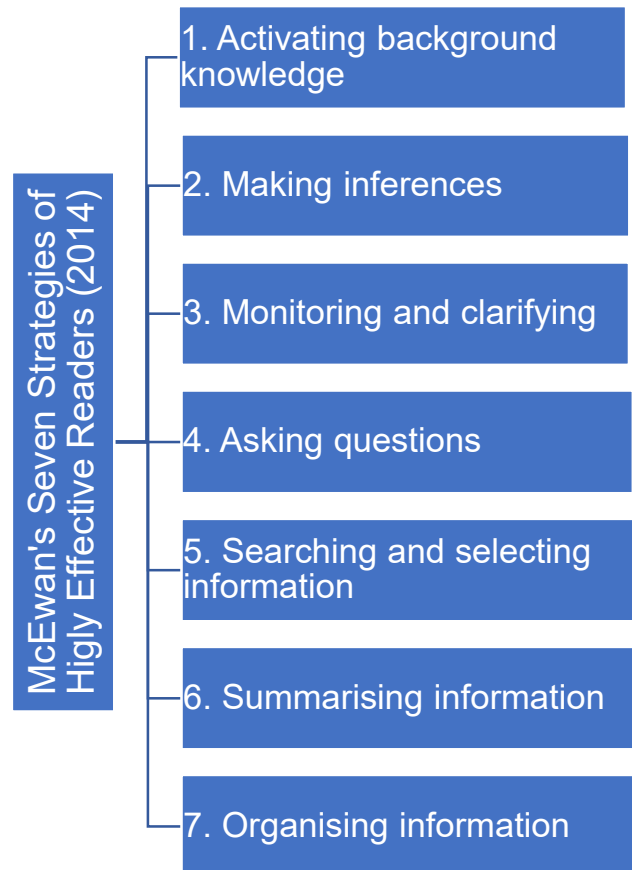 McEwan's Seven Strategies of
Higly Effective Readers (2014)
1. Activating background
knowledge
2. Making inferences
3. Monitoring and clarifying
4. Asking questions
5. Searching and selecting
information
6. Summarising information
7. Organising information